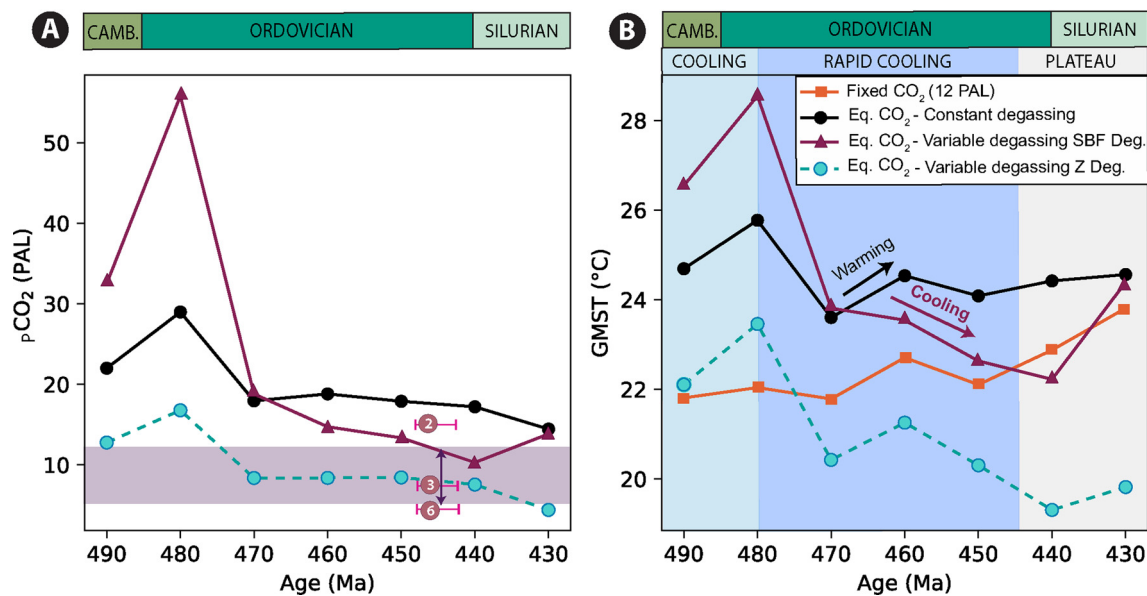 A
CAMB.
ORDOVICIAN
SILURIAN
pCO₂ (PAL)
50
40
30
20
10
2
3
6
490
480
470
460
450
440
430
Age (Ma)
B
CAMB.
ORDOVICIAN
SILURIAN
COOLING
RAPID COOLING
PLATEAU
Fixed CO₂ (12 PAL)
Eq. CO₂ - Constant degassing
Eq. CO₂ - Variable degassing SBF Deg.
Eq. CO₂ - Variable degassing Z Deg.
Warming
Cooling
GMST (°C)
28
26
24
22
20
490
480
470
460
450
440
430
Age (Ma)